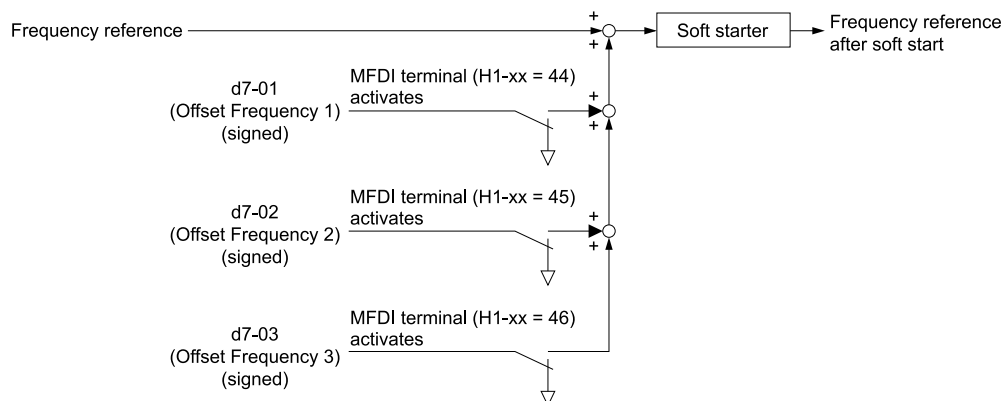 Frequency reference
+
+
Soft starter
Frequency reference
after soft start
d7-01
(Offset Frequency 1)
(signed)
MFDI terminal (H1-xx = 44)
activates
+
+
d7-02
(Offset Frequency 2)
(signed)
MFDI terminal (H1-xx = 45)
activates
+
+
d7-03
(Offset Frequency 3)
(signed)
MFDI terminal (H1-xx = 46)
activates